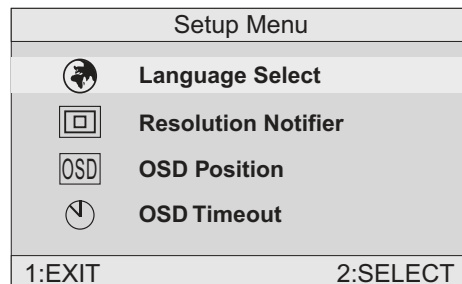 Setup Menu
Language Select
Resolution Notifier
OSD OSD Position
OSD Timeout
1:EXIT 2:SELECT